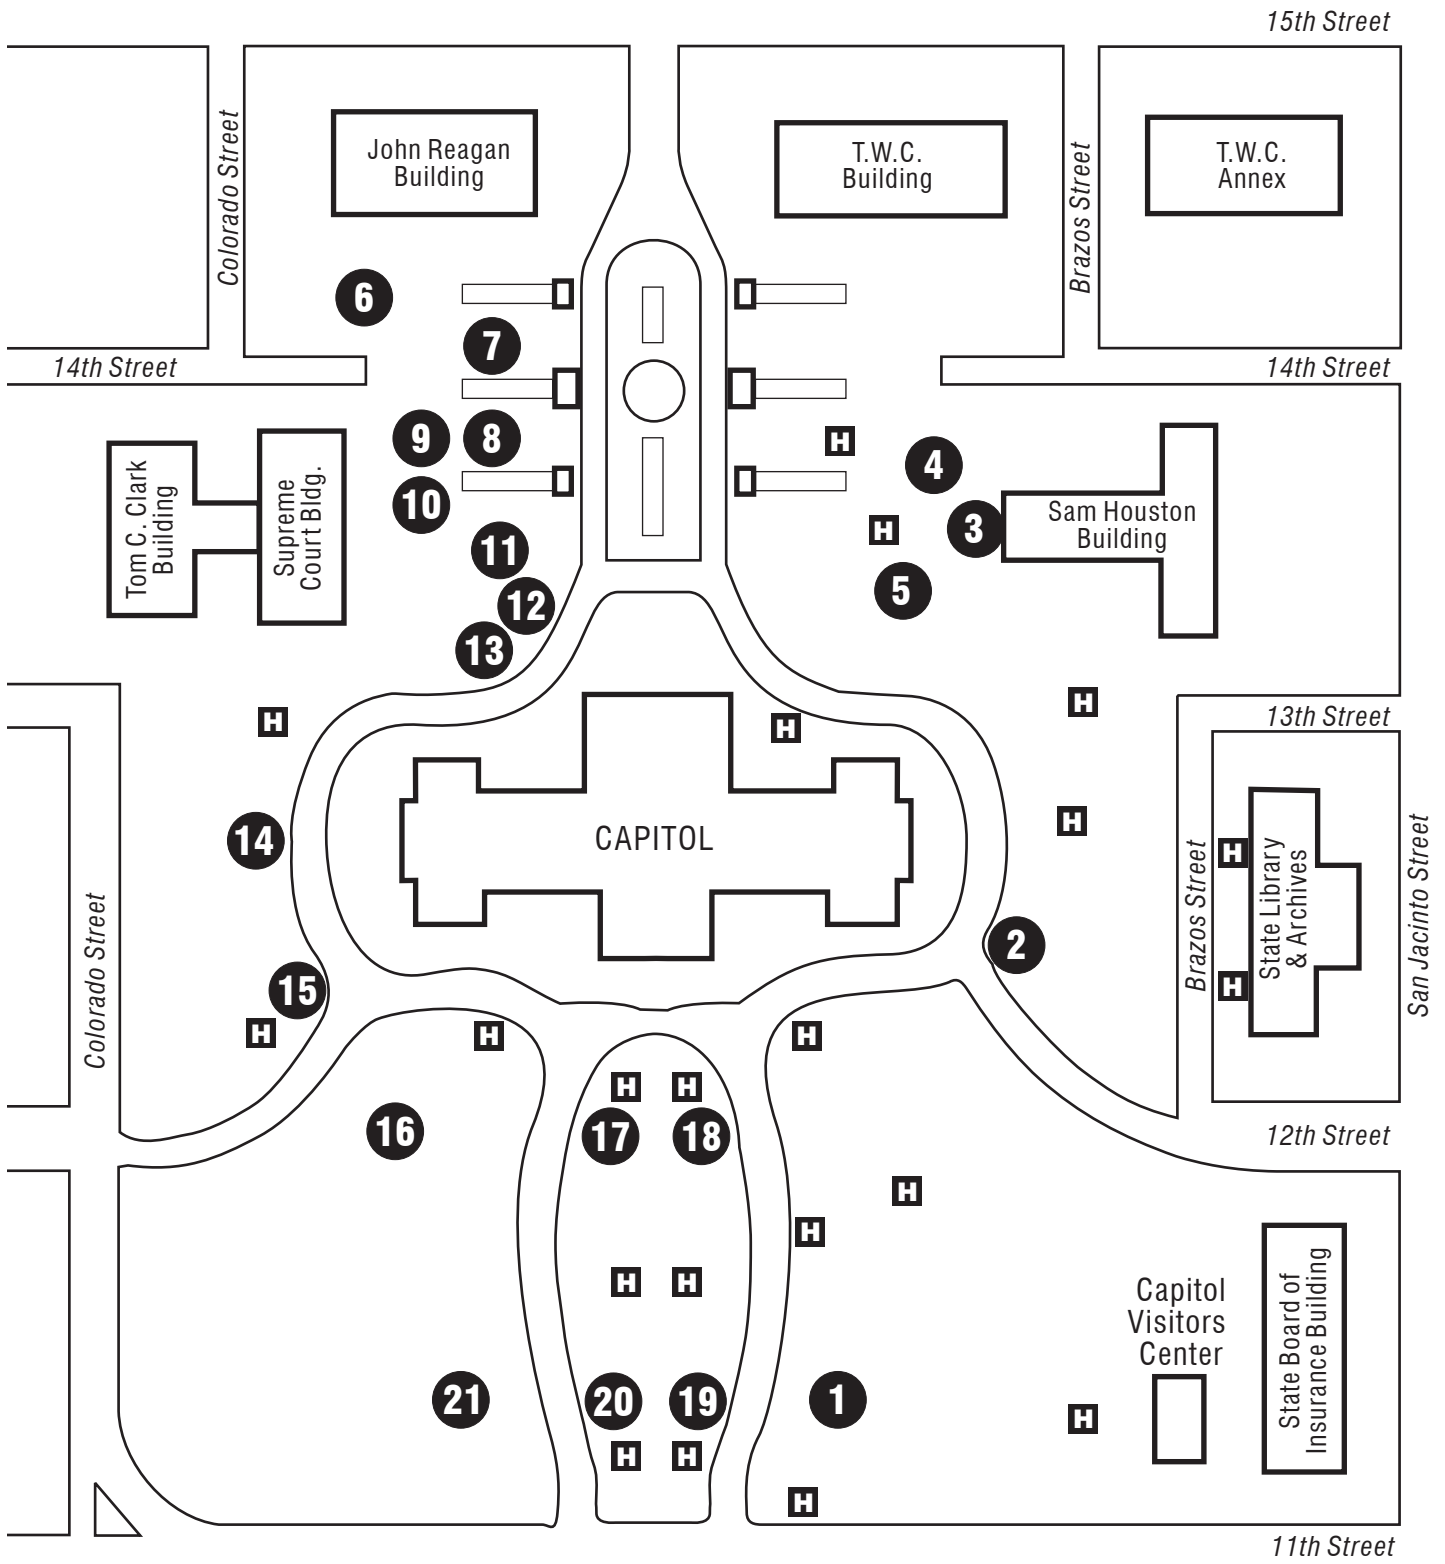 15th Street
Colorado Street
John Reagan
Building
T.W.C.
Building
Brazos Street
T.W.C.
Annex
6
7
14th Street
14th Street
9
8
H
4
10
Tom C. Clark
Building
Supreme
Court Bldg.
11
H
3
Sam Houston
Building
12
5
13
H
H
H
13th Street
14
CAPITOL
H
H
State Library
& Archives
Brazos Street
San Jacinto Street
Colorado Street
2
15
H
H
H
H
H
H
16
17
18
12th Street
H
H
H
H
Capitol
Visitors
Center
State Board of
Insurance Building
21
20
19
1
H
H
H
H
11th Street